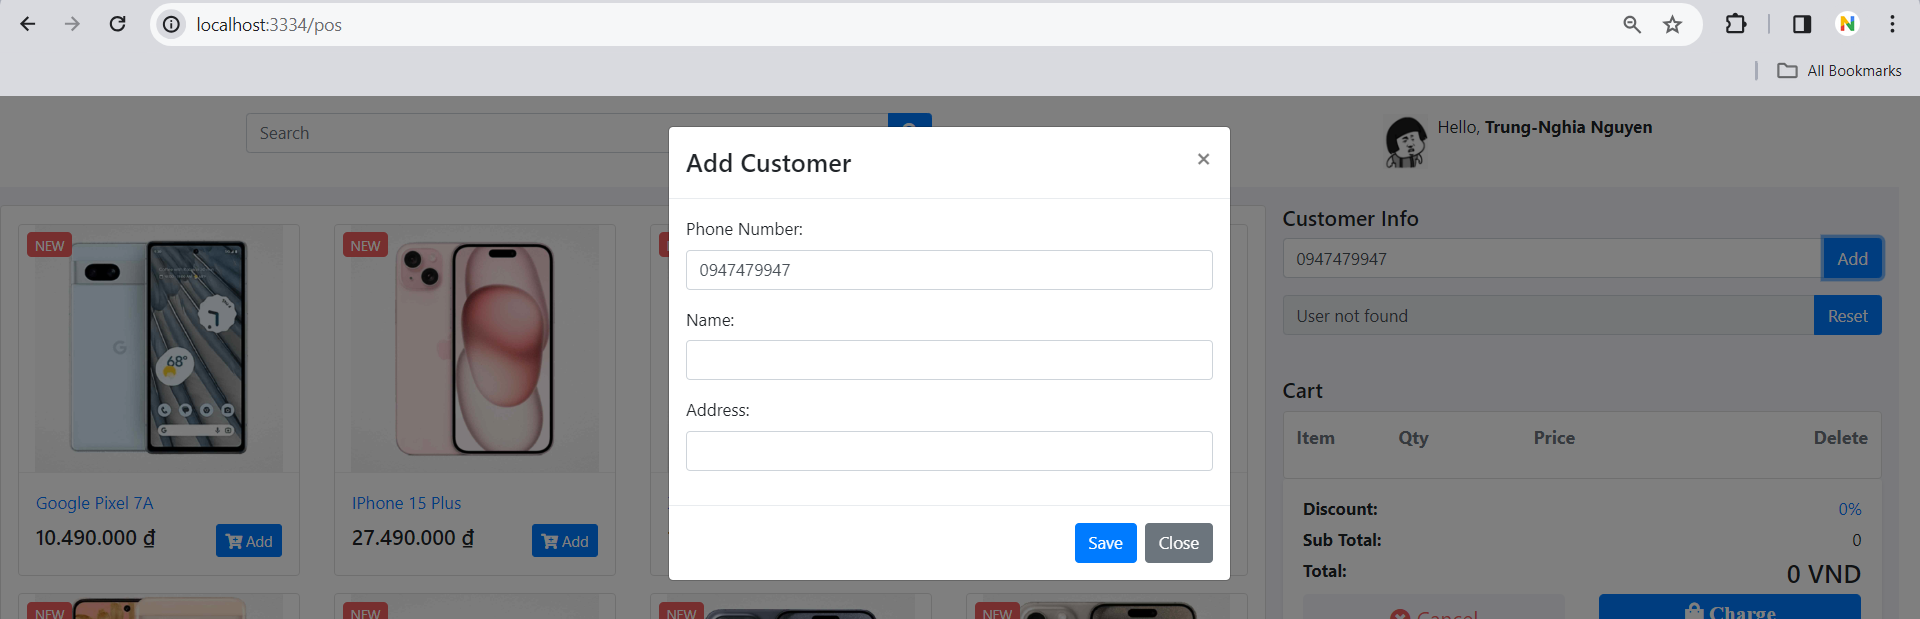 localhost:3334/pos
All Bookmarks
Search
Hello, Trung-Nghia Nguyen
Add Customer
×
Phone Number:
0947479947
Name:
Address:
Save
Close
NEW
Google Pixel 7A
10.490.000 ₫
Add
68°
NEW
IPhone 15 Plus
27.490.000 ₫
Add
NEW
NEW
NEW
NEW
Customer Info
0947479947
Add
User not found
Reset
Cart
Item Qty Price Delete
Discount: 0%
Sub Total: 0
Total: 0 VND
Cancel
Charge